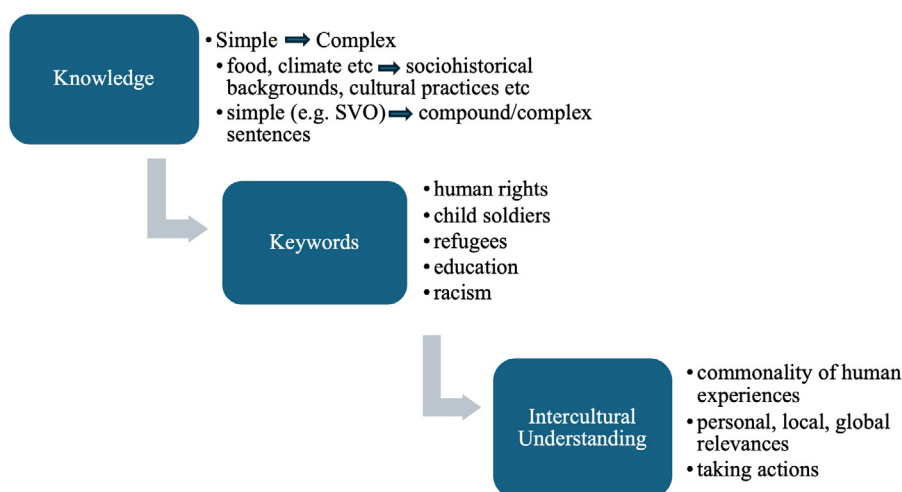 Knowledge
• Simple ➡ Complex
• food, climate etc ➡ sociohistorical
backgrounds, cultural practices etc
• simple (e.g. SVO) ➡ compound/complex
sentences
Keywords
• human rights
• child soldiers
• refugees
• education
• racism
Intercultural
Understanding
• commonality of human
experiences
• personal, local, global
relevances
• taking actions